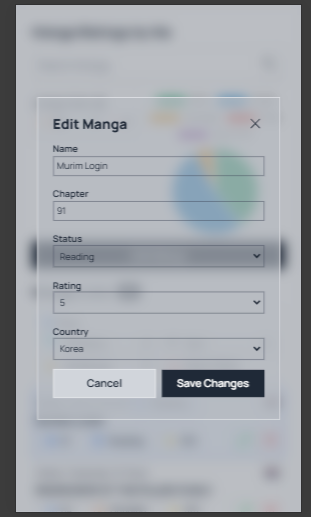 Edit Manga
Name
Murim Login
Chapter
91
Status
Reading
Rating
5
Country
Korea
Cancel
Save Changes